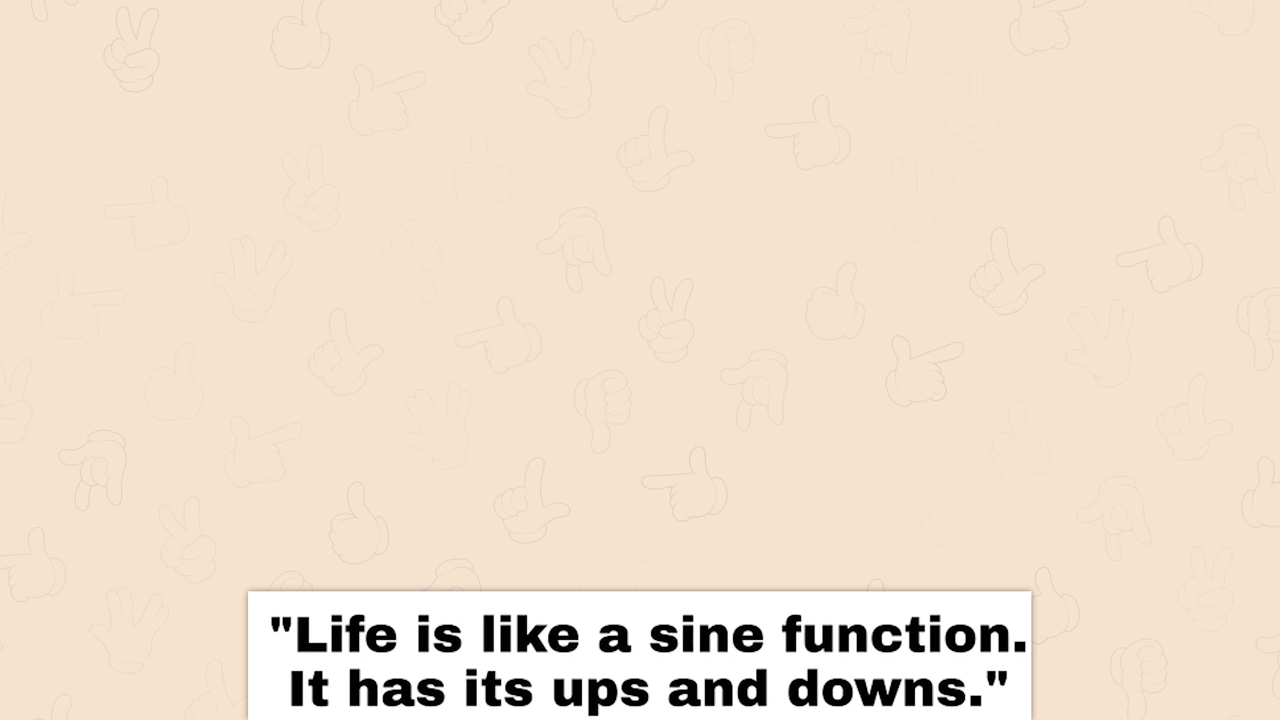 "Life is like a sine function.
It has its ups and downs."